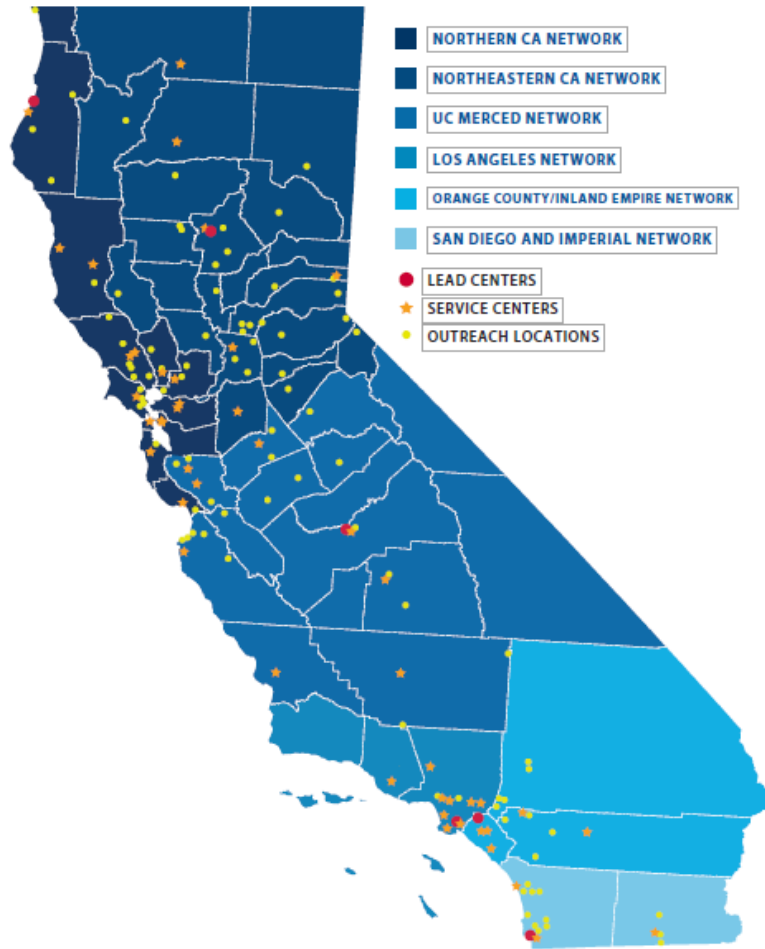 NORTHERN CA NETWORK
NORTHEASTERN CA NETWORK
UC MERCED NETWORK
LOS ANGELES NETWORK
ORANGE COUNTY/INLAND EMPIRE NETWORK
SAN DIEGO AND IMPERIAL NETWORK
LEAD CENTERS
SERVICE CENTERS
OUTREACH LOCATIONS